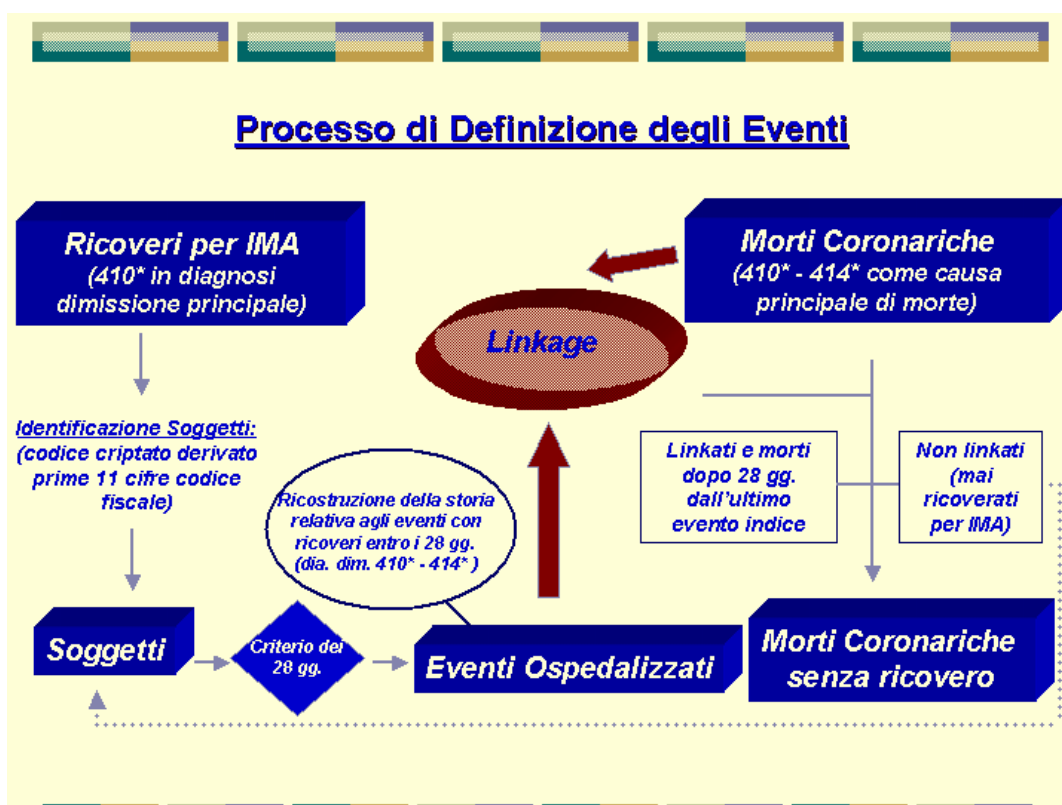 Processo di Definizione degli Eventi
Ricoveri per IMA
(410* in diagnosi
dimissione principale)
Morti Coronariche
(410* - 414* come causa
principale di morte)
Linkage
Identificazione Soggetti:
(codice criptato derivato
prime 11 cifre codice
fiscale)
Ricostruzione della storia
relativa agli eventi con
ricoveri entro i 28 gg.
(dia. dim. 410* - 414* )
Linkati e morti
dopo 28 gg.
dall'ultimo
evento indice
Non linkati
(mai
ricoverati
per IMA)
Soggetti
Criterio dei
28 gg.
Eventi Ospedalizzati
Morti Coronariche
senza ricovero